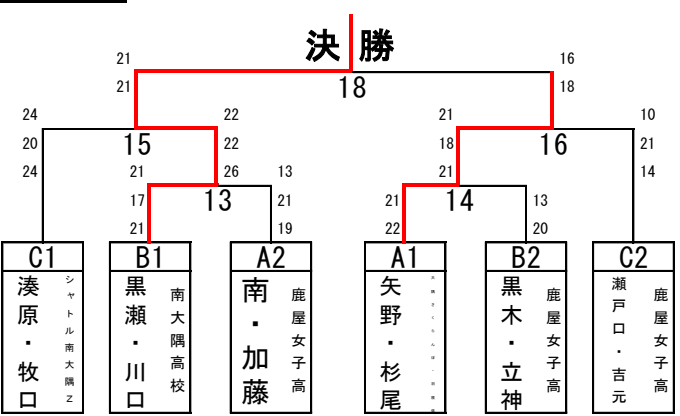 決 勝
21 16
21 18
18
24 22 21 10
20 22 18 21
24 26 21 14
15 16
21 13
17 21 21 13
21 19 22 20
13 14
C1 B1 A2 A1 B2 C2
湊原・牧口
シャトル南大隅Z
黒瀬・川口
南大隅高校
南・加藤
鹿屋女子高
矢野・杉尾
黒木・立神
鹿屋女子高
瀬戸口・吉元
鹿屋女子高